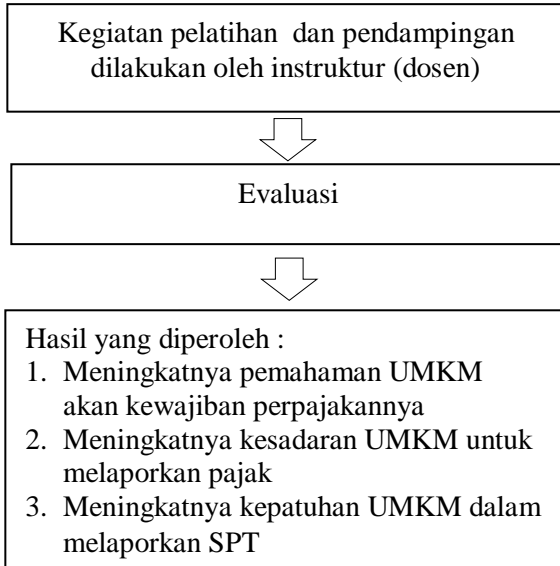 Kegiatan pelatihan  dan pendampingan
dilakukan oleh instruktur (dosen)
Evaluasi
Hasil yang diperoleh :
1. Meningkatnya pemahaman UMKM
akan kewajiban perpajakannya
2. Meningkatnya kesadaran UMKM untuk
melaporkan pajak
3. Meningkatnya kepatuhan UMKM dalam
melaporkan SPT